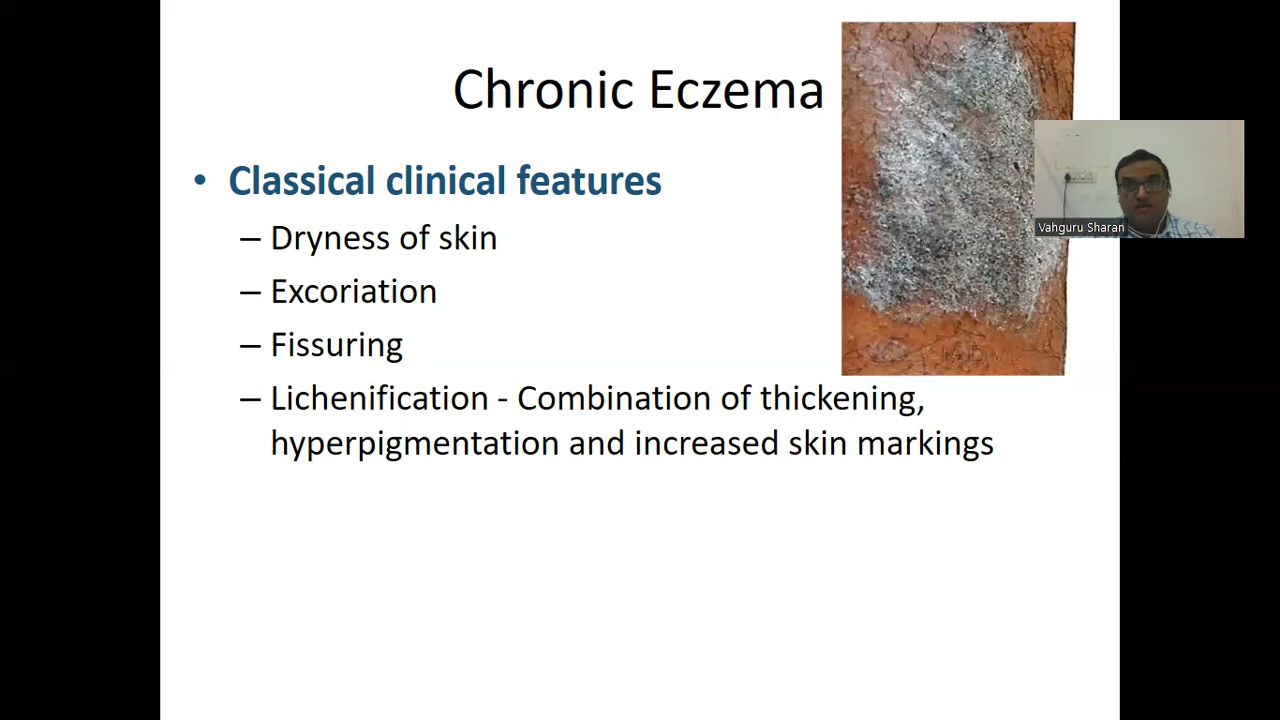 Chronic Eczema
• Classical clinical features
– Dryness of skin
– Excoriation
– Fissuring
– Lichenification - Combination of thickening,
hyperpigmentation and increased skin markings
Vahguru Sharan